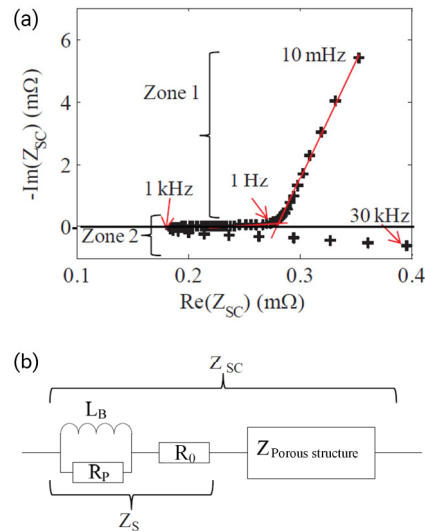 (a)
-Im(Z_SC) (mΩ)
6
4
2
0
Zone 1
Zone 2
10 mHz
1 kHz
1 Hz
30 kHz
0.1
0.2
0.3
0.4
Re(Z_SC) (mΩ)
(b)
Z_SC
L_B
R_P
R_0
Z_Porous structure
Z_S